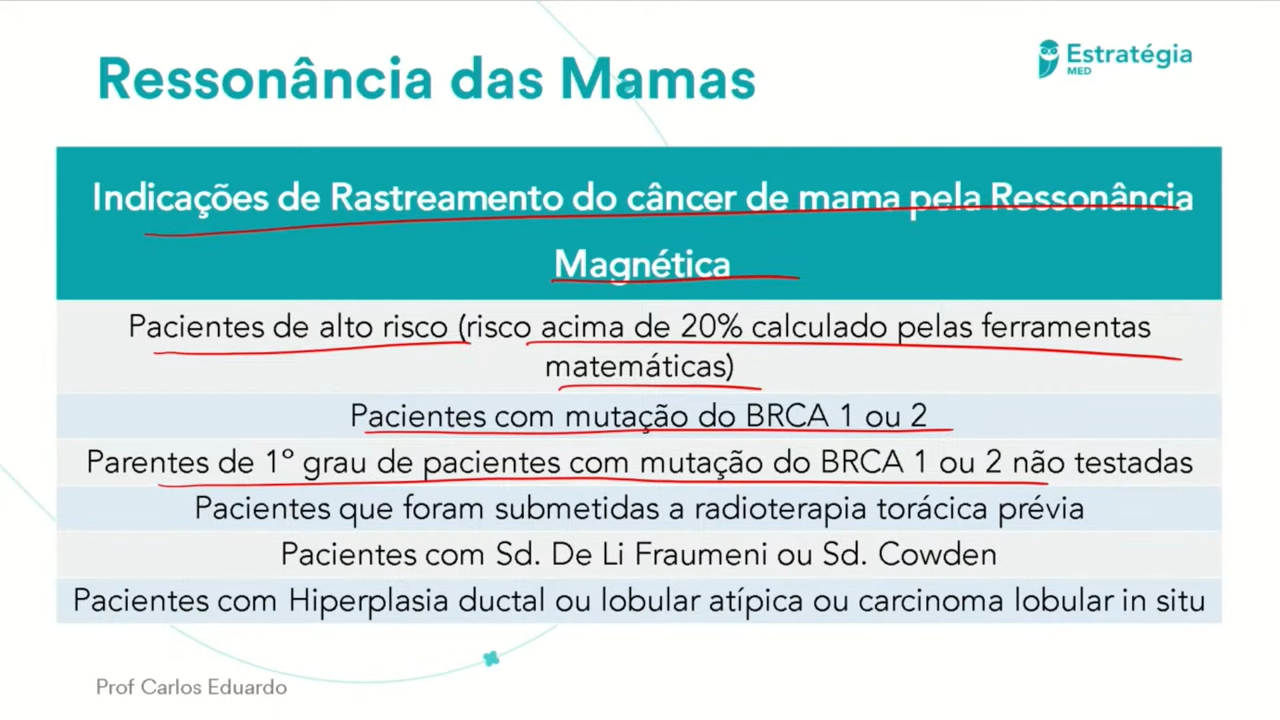 Ressonância das Mamas
Estratégia
MED
Indicações de Rastreamento do câncer de mama pela Ressonância
Magnética
Pacientes de alto risco (risco acima de 20% calculado pelas ferramentas
matemáticas)
Pacientes com mutação do BRCA 1 ou 2
Parentes de 1º grau de pacientes com mutação do BRCA 1 ou 2 não testadas
Pacientes que foram submetidas a radioterapia torácica prévia
Pacientes com Sd. De Li Fraumeni ou Sd. Cowden
Pacientes com Hiperplasia ductal ou lobular atípica ou carcinoma lobular in situ
Prof Carlos Eduardo